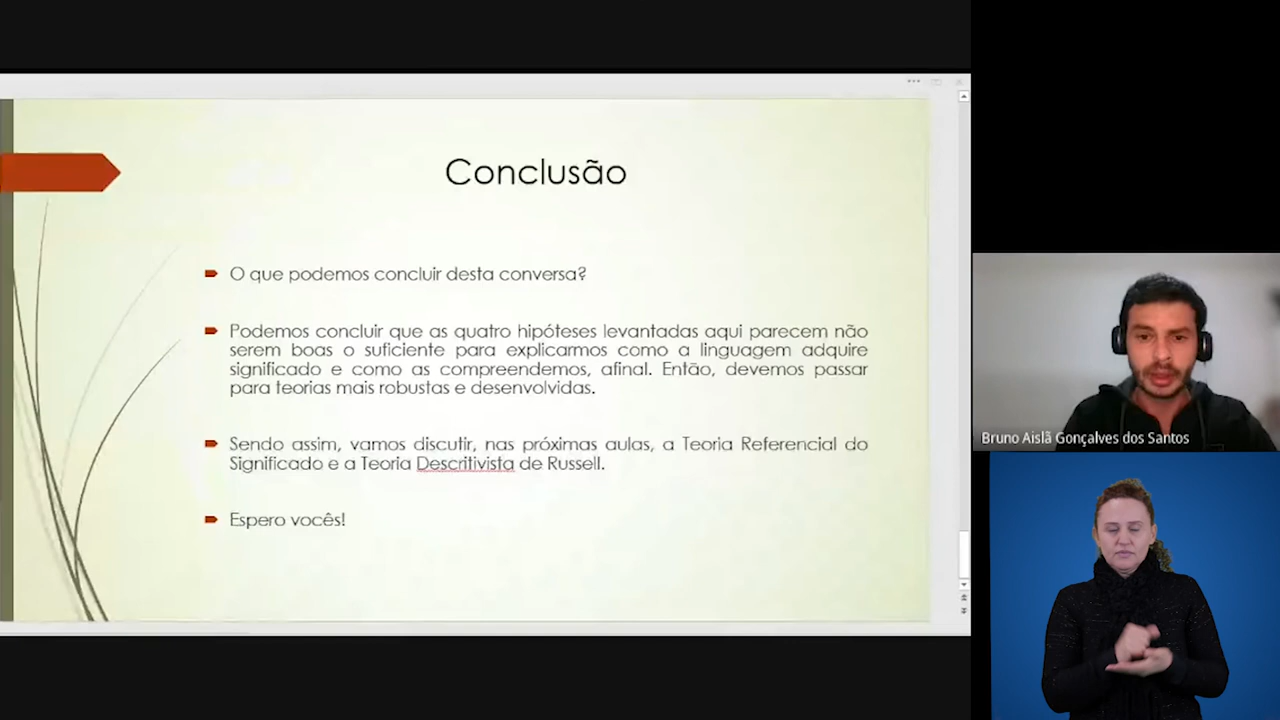 Conclusão
O que podemos concluir desta conversa?
Podemos concluir que as quatro hipóteses levantadas aqui parecem não
serem boas o suficiente para explicarmos como a linguagem adquire
significado e como as compreendemos, afinal. Então, devemos passar
para teorias mais robustas e desenvolvidas.
Sendo assim, vamos discutir, nas próximas aulas, a Teoria Referencial do
Significado e a Teoria Descritivista de Russell.
Espero vocês!
Bruno Aislã Gonçalves dos Santos